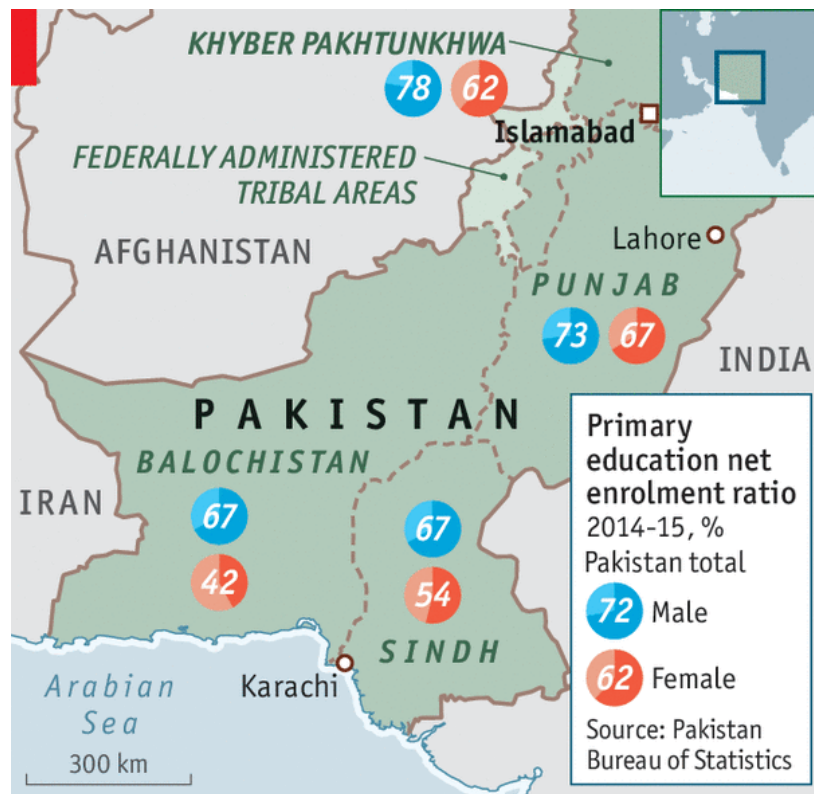 KHYBER PAKHTUNKHWA
78 62
Islamabad
FEDERALLY ADMINISTERED
TRIBAL AREAS
AFGHANISTAN
Lahore
PUNJAB
73 67
INDIA
PAKISTAN
BALOCHISTAN
IRAN
67
42
67
54
SINDH
Karachi
Arabian
Sea
300 km
Primary
education net
enrolment ratio
2014-15, %
Pakistan total
72 Male
62 Female
Source: Pakistan
Bureau of Statistics